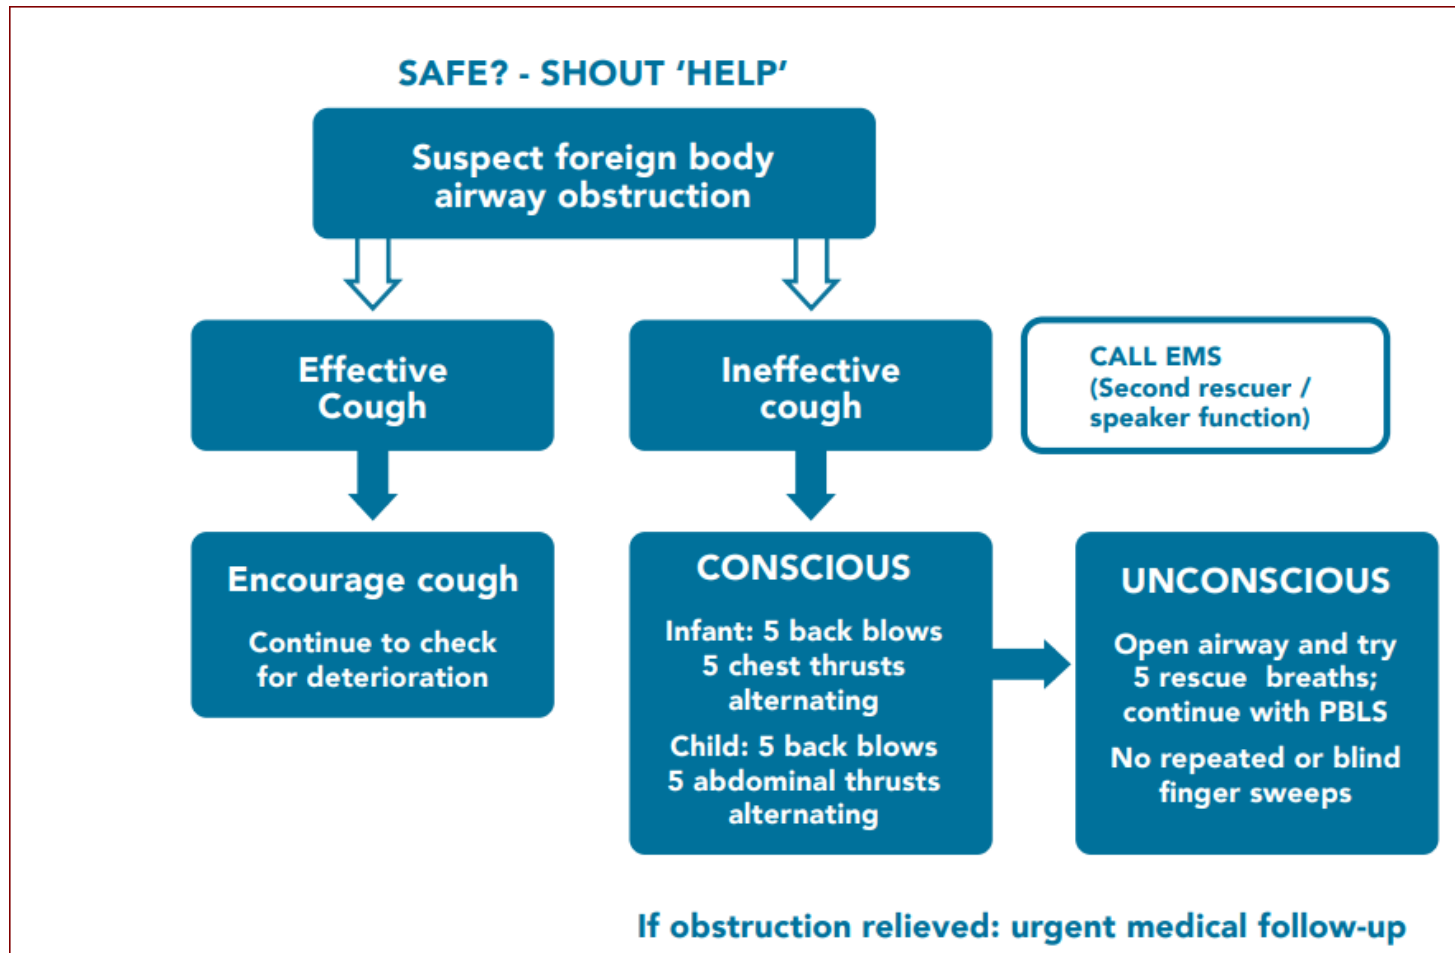 SAFE? - SHOUT ‘HELP’
Suspect foreign body
airway obstruction
Effective
Cough
Ineffective
cough
CALL EMS
(Second rescuer /
speaker function)
Encourage cough
Continue to check
for deterioration
CONSCIOUS
Infant: 5 back blows
5 chest thrusts
alternating
Child: 5 back blows
5 abdominal thrusts
alternating
UNCONSCIOUS
Open airway and try
5 rescue breaths;
continue with PBLS
No repeated or blind
finger sweeps
If obstruction relieved: urgent medical follow-up